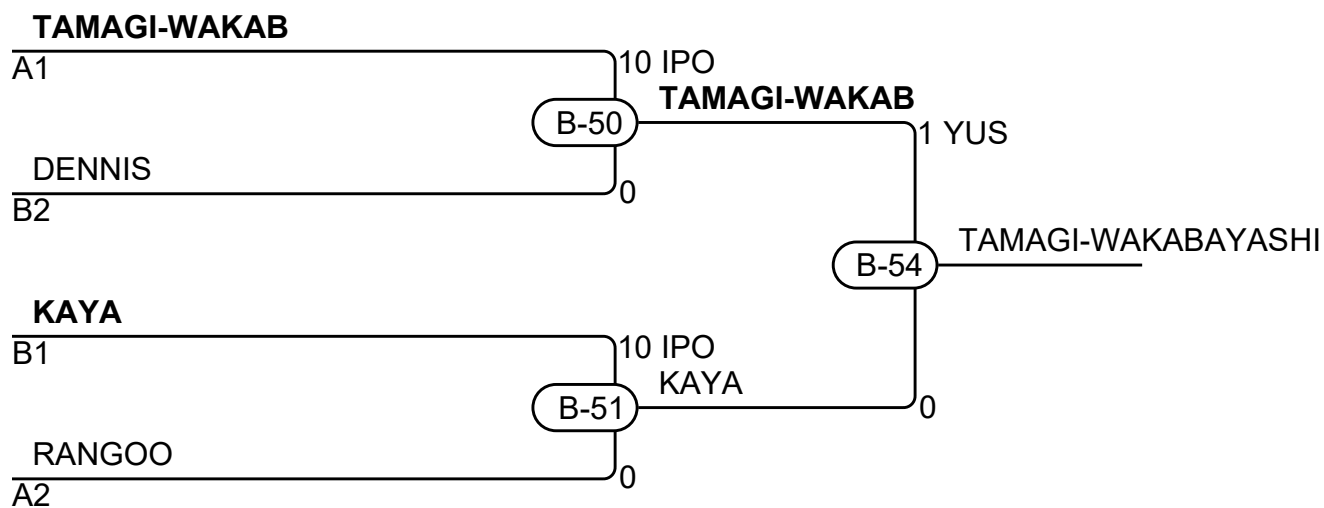 TAMAGI-WAKAB
A1
10 IPO
TAMAGI-WAKAB
B-50
1 YUS
DENNIS
0
B2
TAMAGI-WAKABAYASHI
B-54
KAYA
B1
10 IPO
KAYA
B-51
0
RANGOO
0
A2